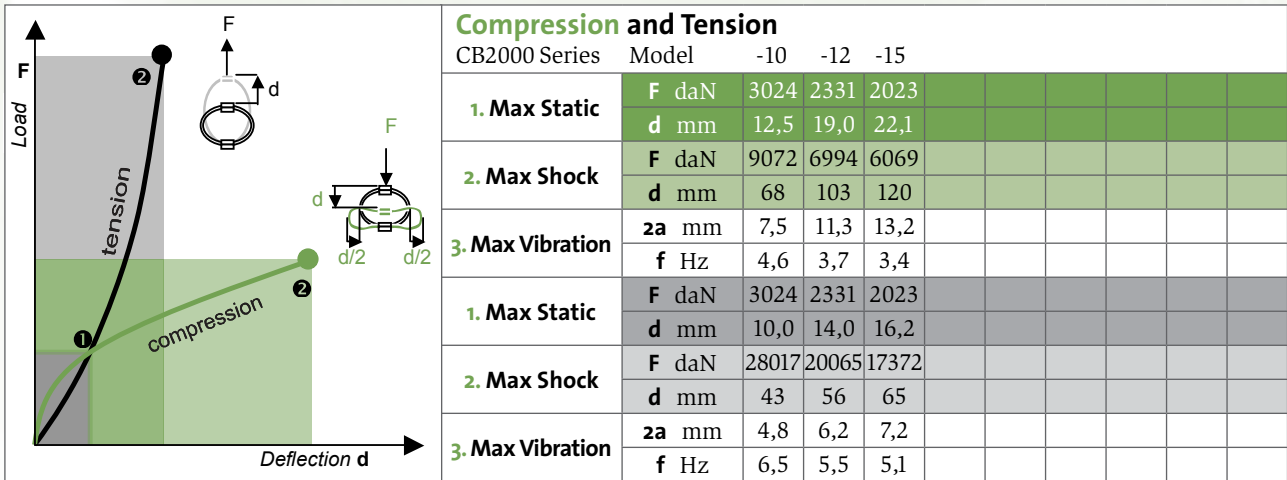 F
Load
F
d
❷
tension
F
d
d/2 d/2
❷
❶
compression
Deflection d
Compression and Tension
CB2000 Series Model -10 -12 -15
1. Max Static
F daN 3024 2331 2023
d mm 12,5 19,0 22,1
2. Max Shock
F daN 9072 6994 6069
d mm 68 103 120
3. Max Vibration
2a mm 7,5 11,3 13,2
f Hz 4,6 3,7 3,4
1. Max Static
F daN 3024 2331 2023
d mm 10,0 14,0 16,2
2. Max Shock
F daN 28017 20065 17372
d mm 43 56 65
3. Max Vibration
2a mm 4,8 6,2 7,2
f Hz 6,5 5,5 5,1